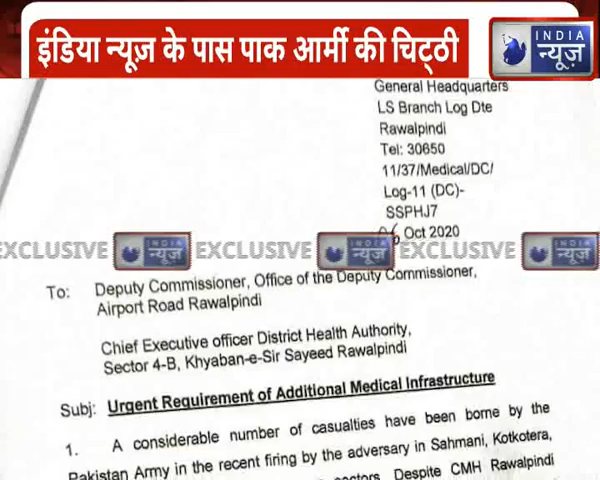 इंडिया न्यूज़ के पास पाक आर्मी की चिट्ठी
INDIA
न्यूज़
General Headquarters
LS Branch Log Dte
Rawalpindi
Tel: 30650
11/37/Medical/DC/
Log-11 (DC)-
SSPHJ7
06 Oct 2020
EXCLUSIVE INDIA न्यूज़ EXCLUSIVE INDIA न्यूज़ EXCLUSIVE INDIA न्यूज़
To: Deputy Commissioner, Office of the Deputy Commissioner,
Airport Road Rawalpindi
Chief Executive officer District Health Authority,
Sector 4-B, Khyaban-e-Sir Sayeed Rawalpindi
Subj: Urgent Requirement of Additional Medical Infrastructure
1. A considerable number of casualties have been borne by the
Pakistan Army in the recent firing by the adversary in Sahmani, Kotkotera,
Despite CMH Rawalpindi